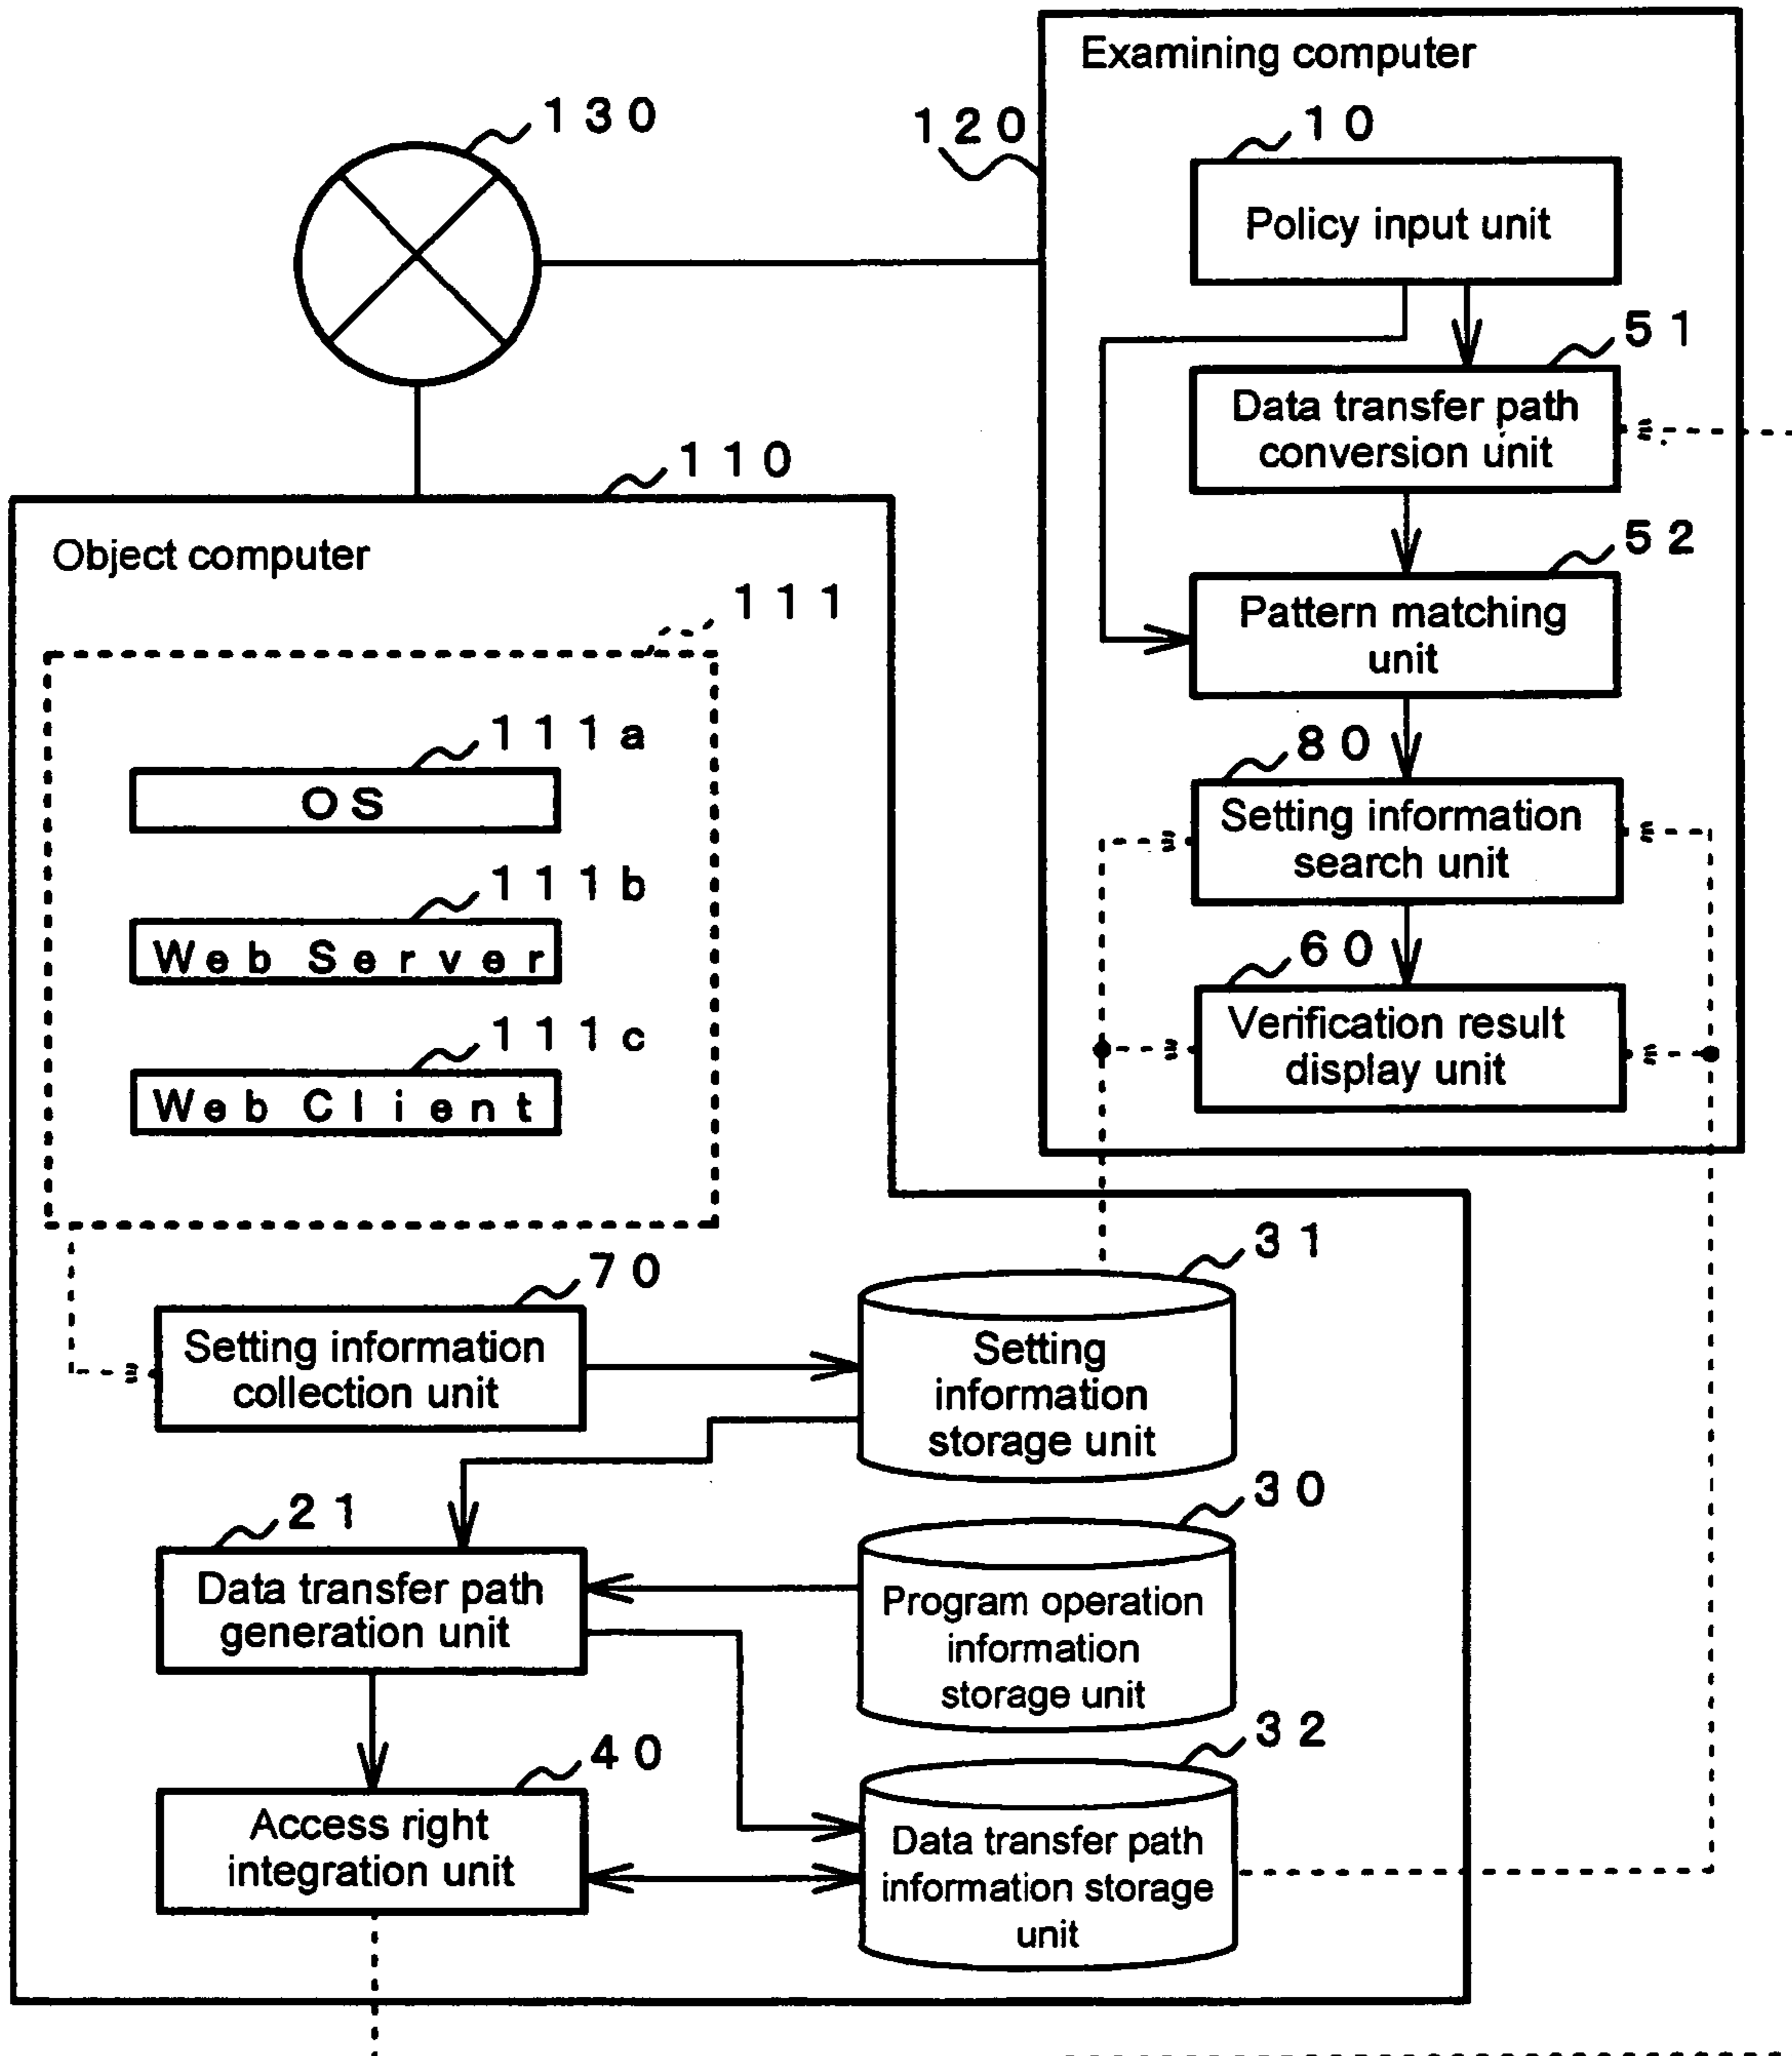 Examining computer
130
120
10
Policy input unit
51
Data transfer path
conversion unit
110
52
Object computer
Pattern matching
unit
111
111a
80
OS
Setting information
search unit
111b
Web Server
60
Verification result
display unit
111c
Web Client
31
70
Setting information
collection unit
Setting
information
storage unit
30
21
Data transfer path
generation unit
Program operation
information
storage unit
32
40
Access right
integration unit
Data transfer path
information storage
unit